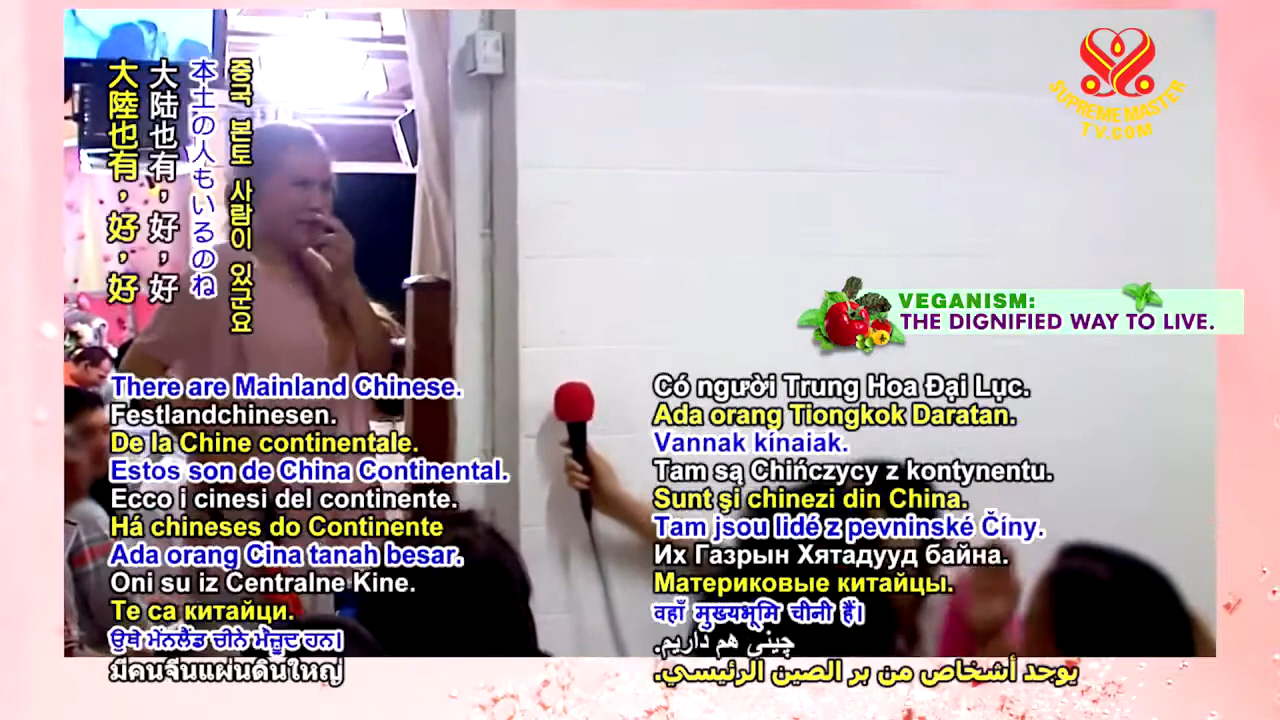 大陸也有，好，好
大陆也有，好，好
本土の人もいるのね
중국 본토 사람이 있군요
SUPREME MASTER
TV.COM
VEGANISM:
THE DIGNIFIED WAY TO LIVE.
There are Mainland Chinese.
Festlandchinesen.
De la Chine continentale.
Estos son de China Continental.
Ecco i cinesi del continente.
Há chineses do Continente
Ada orang Cina tanah besar.
Oni su iz Centralne Kine.
Те са китайци.
ਉਥੇ ਮੇਂਨਲੈਂਡ ਚੀਨੇ ਮੌਜੂਦ ਹਨ।
มีคนจีนแผ่นดินใหญ่
Có người Trung Hoa Đại Lục.
Ada orang Tiongkok Daratan.
Vannak kínaiak.
Tam są Chińczycy z kontynentu.
Sunt şi chinezi din China.
Tam jsou lidé z pevninské Číny.
Их Газрын Хятадууд байна.
Материковые китайцы.
वहाँ मुख्यभूमि चीनी हैं।
چینی هم داریم.
يوجد أشخاص من بر الصين الرئيسي.